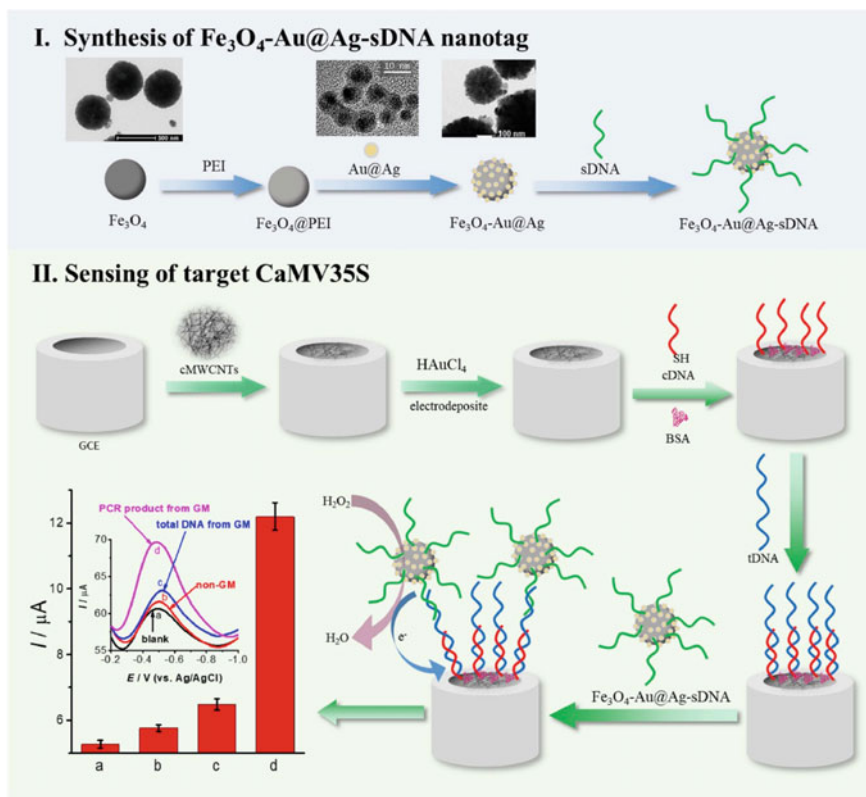 I. Synthesis of Fe₃O₄-Au@Ag-sDNA nanotag
500 nm
10 nm
100 nm
PEI
Au@Ag
sDNA
Fe₃O₄
Fe₃O₄@PEI
Fe₃O₄-Au@Ag
Fe₃O₄-Au@Ag-sDNA
II. Sensing of target CaMV35S
cMWCNTs
HAuCl₄
electrodeposite
SH
cDNA
BSA
GCE
tDNA
H₂O₂
H₂O
e⁻
Fe₃O₄-Au@Ag-sDNA
I / μA
12
10
8
6
a
b
c
d
PCR product from GM
total DNA from GM
non-GM
blank
d
c
b
a
I / μA
70
65
60
55
-0.2
-0.4
-0.6
-0.8
-1.0
E / V (vs. Ag/AgCl)